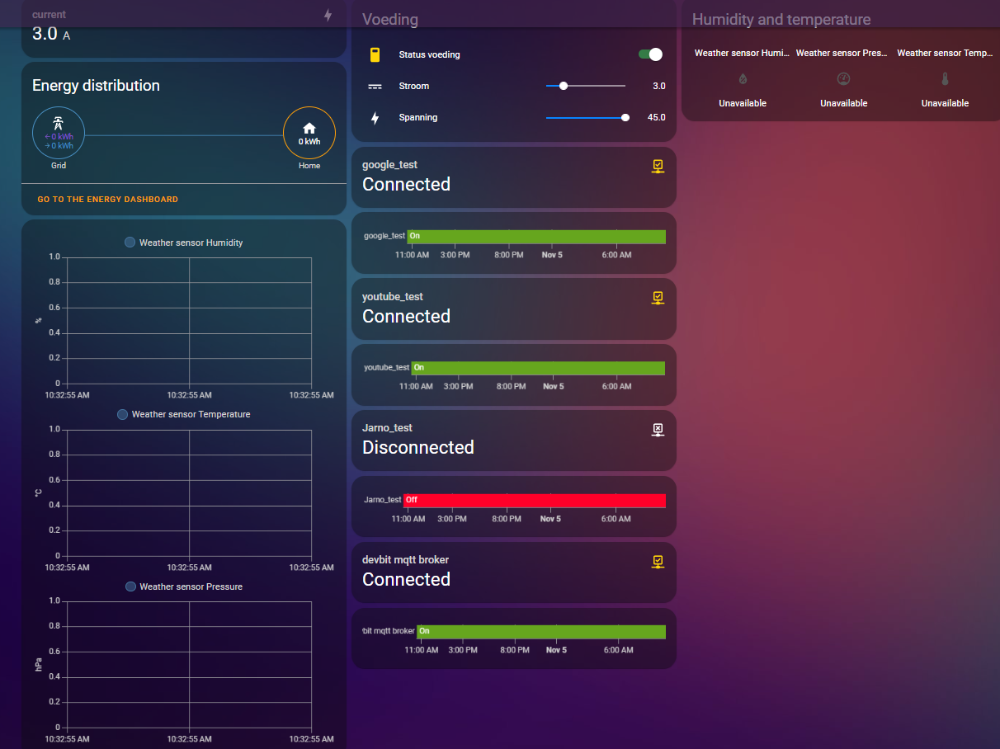 current
3.0 A
Energy distribution
←0 kWh
→0 kWh
Grid
0 kWh
Home
GO TO THE ENERGY DASHBOARD
Weather sensor Humidity
1.0
0.8
0.6
%
0.4
0.2
0
10:32:55 AM 10:32:55 AM 10:32:55 AM
Weather sensor Temperature
1.0
0.8
0.6
°C
0.4
0.2
0
10:32:55 AM 10:32:55 AM 10:32:55 AM
Weather sensor Pressure
1.0
0.8
0.6
hPa
0.4
0.2
0
10:32:55 AM 10:32:55 AM 10:32:55 AM
Voeding
Status voeding
Stroom 3.0
Spanning 45.0
google_test
Connected
google_test On
11:00 AM 3:00 PM 8:00 PM Nov 5 6:00 AM
youtube_test
Connected
youtube_test On
11:00 AM 3:00 PM 8:00 PM Nov 5 6:00 AM
Jarno_test
Disconnected
Jarno_test Off
11:00 AM 3:00 PM 8:00 PM Nov 5 6:00 AM
devbit mqtt broker
Connected
bit mqtt broker On
11:00 AM 3:00 PM 8:00 PM Nov 5 6:00 AM
Humidity and temperature
Weather sensor Humi... Weather sensor Pres... Weather sensor Temp...
Unavailable Unavailable Unavailable